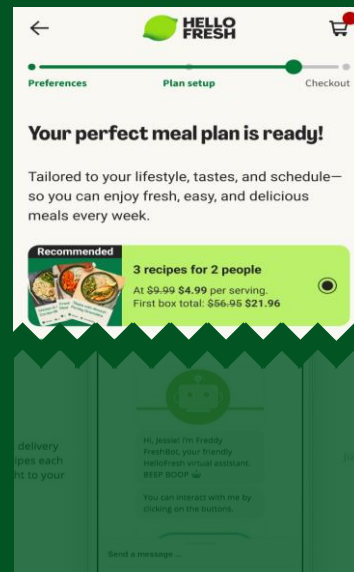 HELLO
FRESH
Preferences
Plan setup
Checkout
Your perfect meal plan is ready!
Tailored to your lifestyle, tastes, and schedule—
so you can enjoy fresh, easy, and delicious
meals every week.
Recommended
3 recipes for 2 people
At $9.99 $4.99 per serving.
First box total: $56.95 $21.96
delivery
ipes each
ht to your
Hi, Jessie! I'm Freddy
FreshBot, your friendly
HelloFresh virtual assistant.
BEEP BOOP
You can interact with me by
clicking on the buttons.
Send a message ...